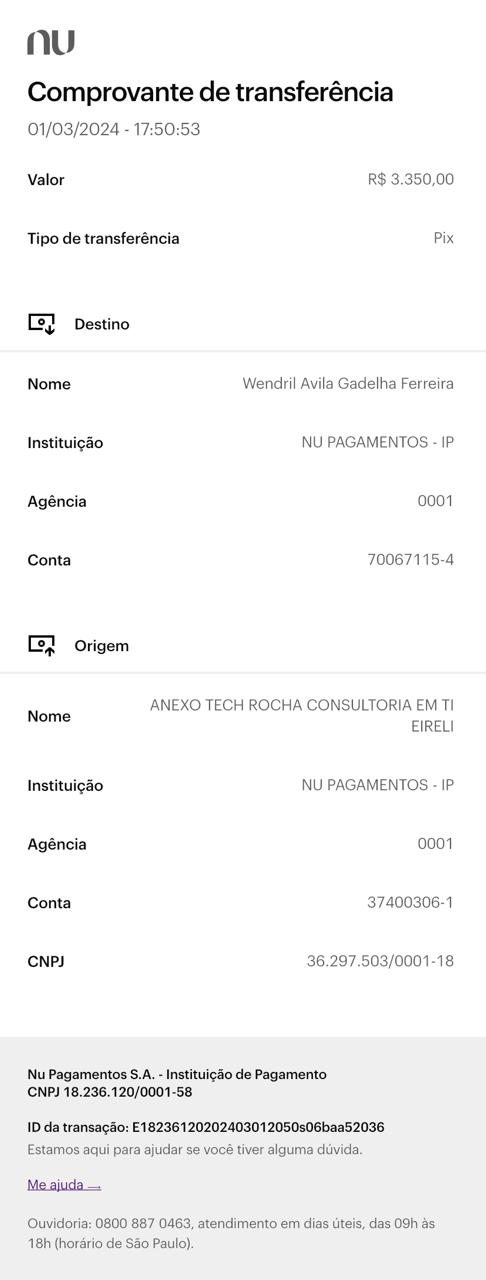 nu
Comprovante de transferência
01/03/2024 - 17:50:53
Valor R$ 3.350,00
Tipo de transferência Pix
Destino
Nome Wendril Avila Gadelha Ferreira
Instituição NU PAGAMENTOS - IP
Agência 0001
Conta 70067115-4
Origem
Nome ANEXO TECH ROCHA CONSULTORIA EM TI
EIRELI
Instituição NU PAGAMENTOS - IP
Agência 0001
Conta 37400306-1
CNPJ 36.297.503/0001-18
Nu Pagamentos S.A. - Instituição de Pagamento
CNPJ 18.236.120/0001-58
ID da transação: E18236120202403012050s06baa52036
Estamos aqui para ajudar se você tiver alguma dúvida.
Me ajuda →
Ouvidoria: 0800 887 0463, atendimento em dias úteis, das 09h às
18h (horário de São Paulo).